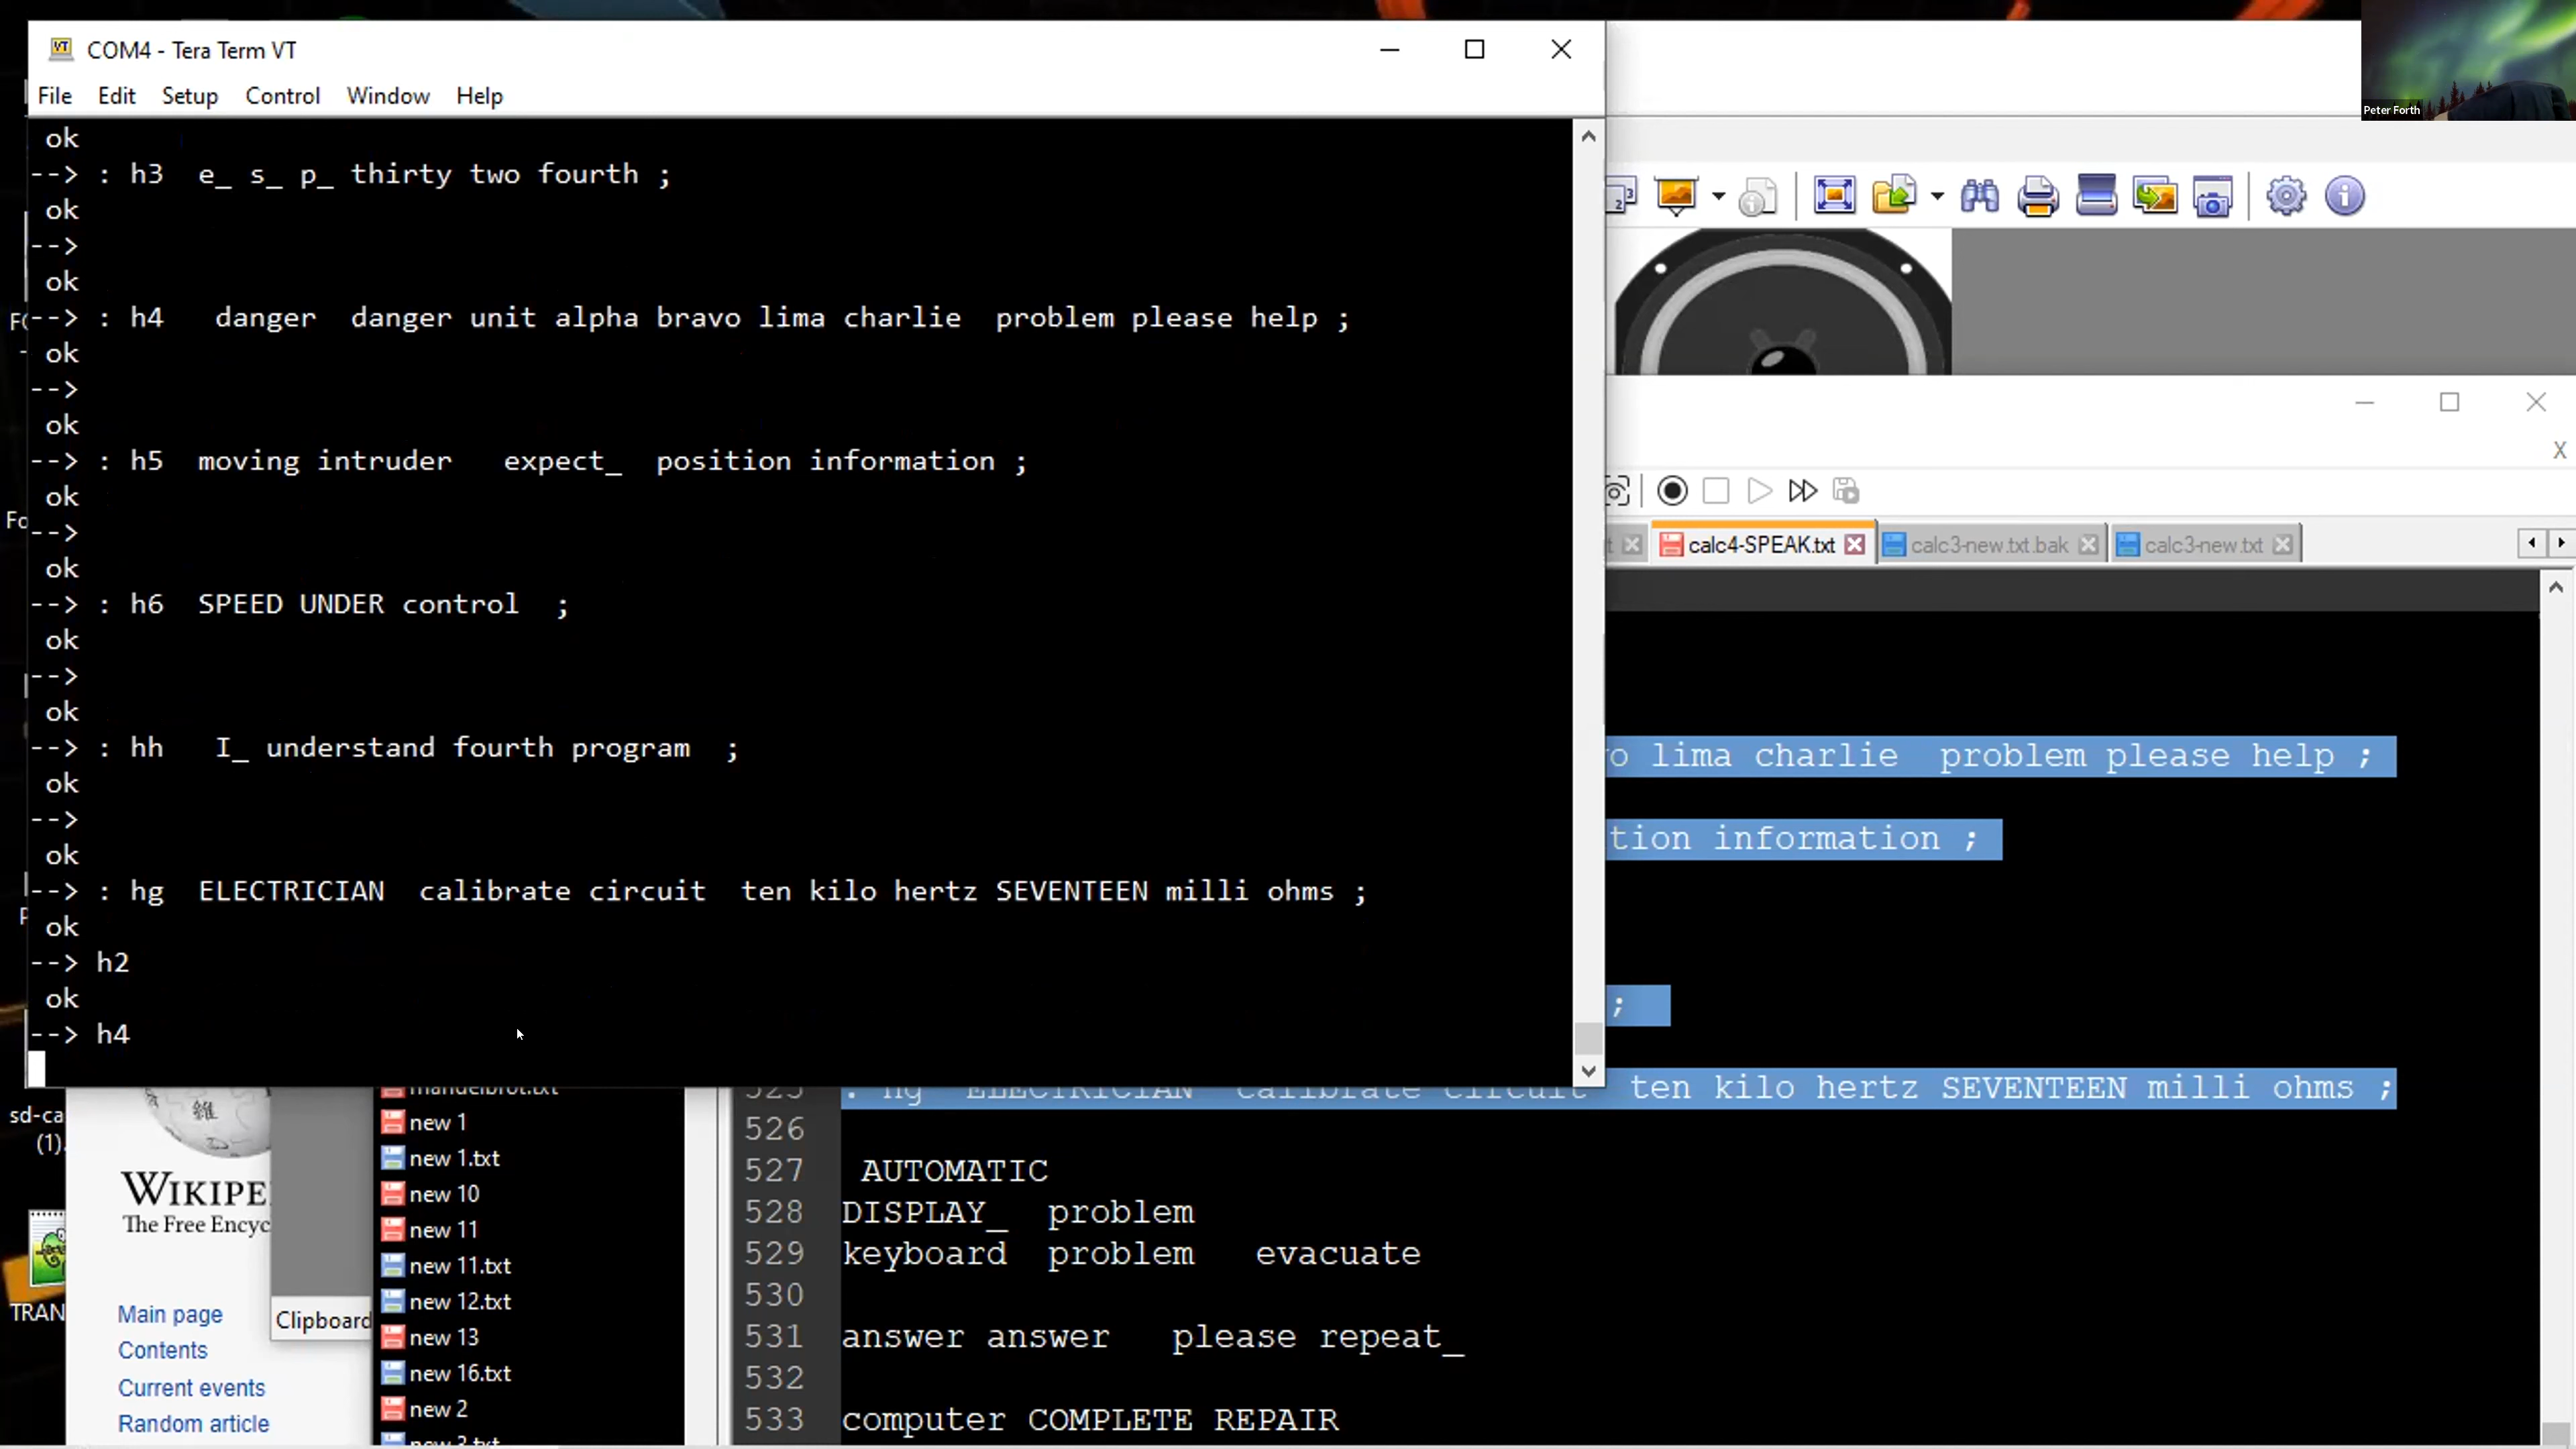 COM4 - Tera Term VT
File Edit Setup Control Window Help
ok
--> : h3  e_ s_ p_ thirty two fourth ;
ok
-->
ok
--> : h4   danger  danger unit alpha bravo lima charlie  problem please help ;
ok
-->
ok
--> : h5  moving intruder   expect_  position information ;
ok
-->
ok
--> : h6  SPEED UNDER control  ;
ok
-->
ok
--> : hh   I_ understand fourth program  ;
ok
-->
ok
--> : hg  ELECTRICIAN  calibrate circuit  ten kilo hertz SEVENTEEN milli ohms ;
ok
--> h2
ok
--> h4
Peter Forth
calc4-SPEAK.txt
calc3-new.txt.bak
calc3-new.txt
lima charlie  problem please help ;
information ;
;
525 : hg  ELECTRICIAN  calibrate circuit  ten kilo hertz SEVENTEEN milli ohms ;
526
527  AUTOMATIC
528 DISPLAY_  problem
529 keyboard  problem   evacuate
530
531 answer answer   please repeat_
532
533 computer COMPLETE REPAIR
mandelbrot.txt
new 1
new 1.txt
new 10
new 11
new 11.txt
new 12.txt
new 13
new 16.txt
new 2
sd-ca
(1).
TRAN
WIKIPE
The Free Encyc
Main page
Contents
Current events
Random article
Clipboard